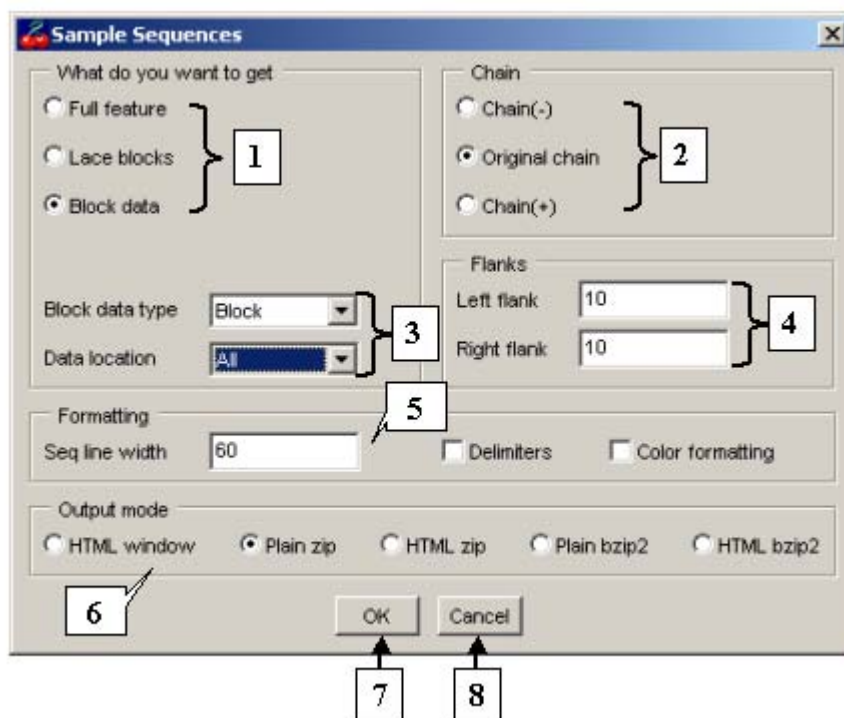 Sample Sequences
What do you want to get
Full feature
Lace blocks
Block data
1
Block data type
Block
Data location
All
3
Chain
Chain(-)
Original chain
Chain(+)
2
Flanks
Left flank
10
Right flank
10
4
Formatting
5
Seq line width
60
Delimiters
Color formatting
Output mode
HTML window
Plain zip
HTML zip
Plain bzip2
HTML bzip2
6
OK
Cancel
7
8